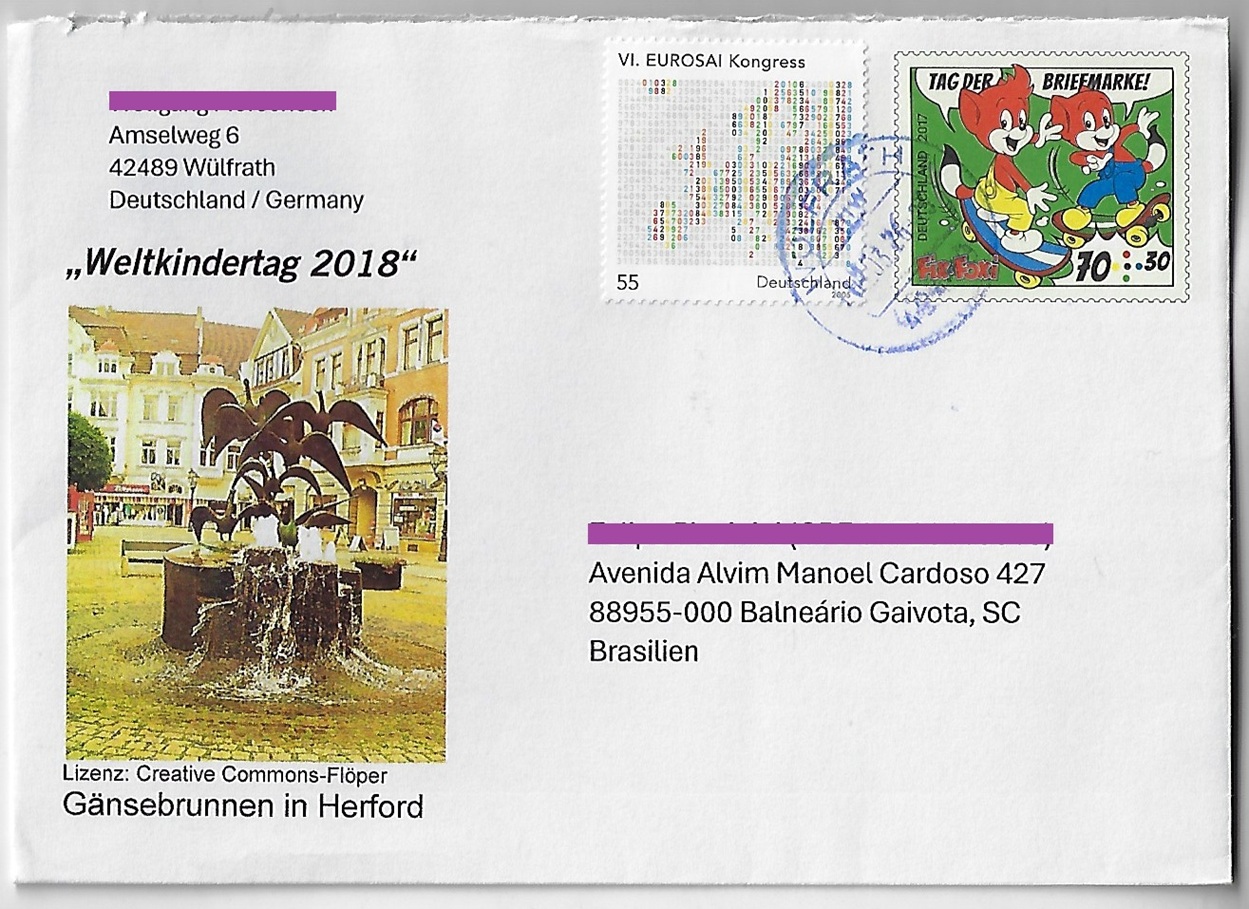 Amselweg 6
42489 Wülfrath
Deutschland / Germany
„Weltkindertag 2018“
Lizenz: Creative Commons-Flöper
Gänsebrunnen in Herford
VI. EUROSAI Kongress
55
Deutschland
2005
TAG DER BRIEFMARKE!
DEUTSCHLAND 2017
Fix & Foxi
70 30
Avenida Alvim Manoel Cardoso 427
88955-000 Balneário Gaivota, SC
Brasilien